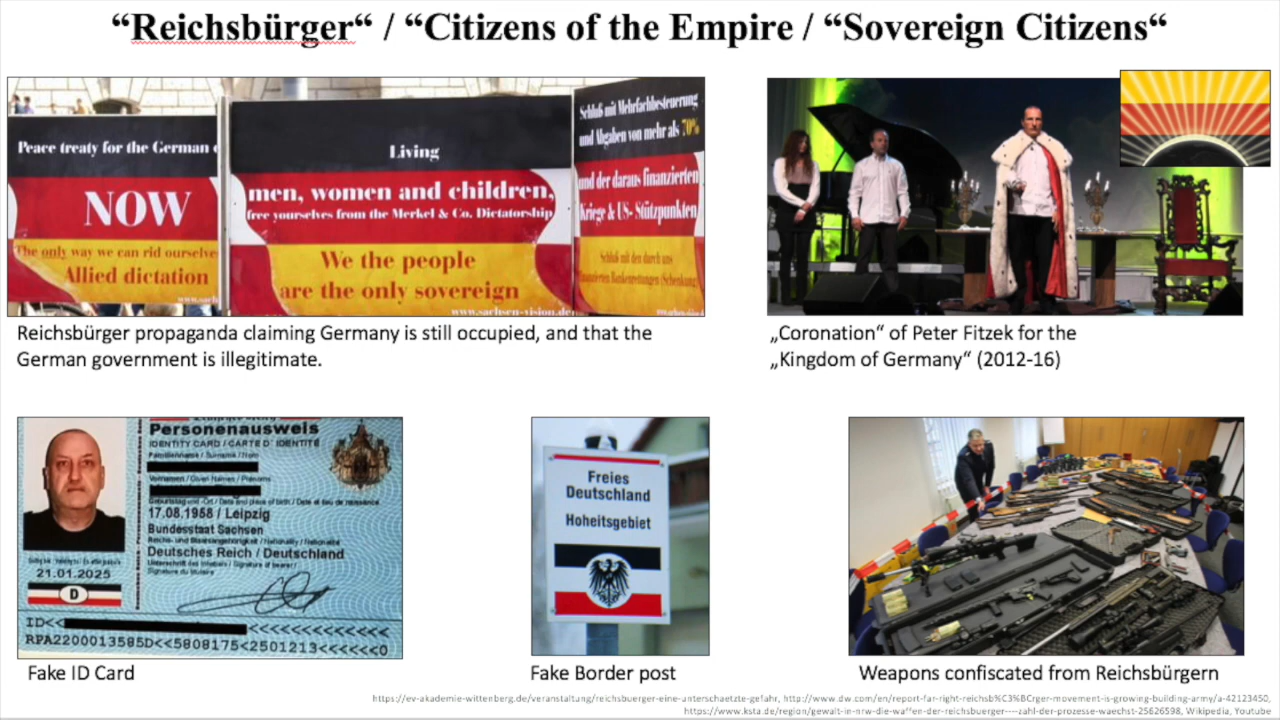 “Reichsbürger“ / “Citizens of the Empire / “Sovereign Citizens“
Peace treaty for the German
NOW
The only way we can rid ourselve
Allied dictation
Living
men, women and children,
free yourselves from the Merkel & Co. Dictatorship
We the people
are the only sovereign
www.sachsen-vision.de
Schluß mit Mehrfachbesteuerung
und Abgaben von mehr als 70%
und der daraus finanzierten
Kriege & US- Stützpunkten
Schluß mit den durch uns
finanzierten Bankenrettungen (Schenkung
Reichsbürger propaganda claiming Germany is still occupied, and that the
German government is illegitimate.
„Coronation“ of Peter Fitzek for the
„Kingdom of Germany“ (2012-16)
Personenausweis
IDENTITY CARD / CARTE D´ IDENTITÉ
Familienname / Surname / Nom
Vornamen / Given Names / Prénoms
Geburtstag und -Ort / Date and place of birth / Date et lieu de naissance
17.08.1958 / Leipzig
Bundesstaat Sachsen
Reichs- und Staatsangehörigkeit / Nationality / Nationalité
Deutsches Reich / Deutschland
Unterschrift des Inhabers / Signature of bearer /
Signature du titulaire
21.01.2025
D
ID<< <<<<<<<<<<<<
RPA2200013585D<<5808175<2501213<<<<<<<0
Fake ID Card
Freies
Deutschland
Hoheitsgebiet
Fake Border post
Weapons confiscated from Reichsbürgern
https://ev-akademie-wittenberg.de/veranstaltung/reichsbuerger-eine-unterschaetzte-gefahr, http://www.dw.com/en/report-far-right-reichsb%C3%BCrger-movement-is-growing-building-army/a-42123450,
https://www.ksta.de/region/gewalt-in-nrw-die-waffen-der-reichsbuerger----zahl-der-prozesse-waechst-25626598, Wikipedia, Youtube